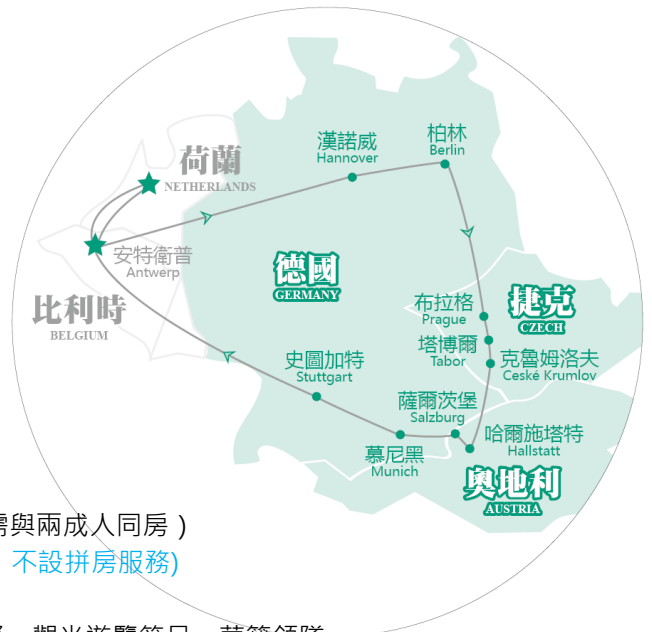 荷蘭
NETHERLANDS
漢諾威
Hannover
柏林
Berlin
安特衛普
Antwerp
比利時
BELGIUM
德國
GERMANY
布拉格
Prague
捷克
CZECH
塔博爾
Tabor
克魯姆洛夫
Ceské Krumlov
史圖加特
Stuttgart
薩爾茨堡
Salzburg
哈爾施塔特
Hallstatt
慕尼黑
Munich
奧地利
AUSTRIA
需與兩成人同房 )
不設拼房服務)